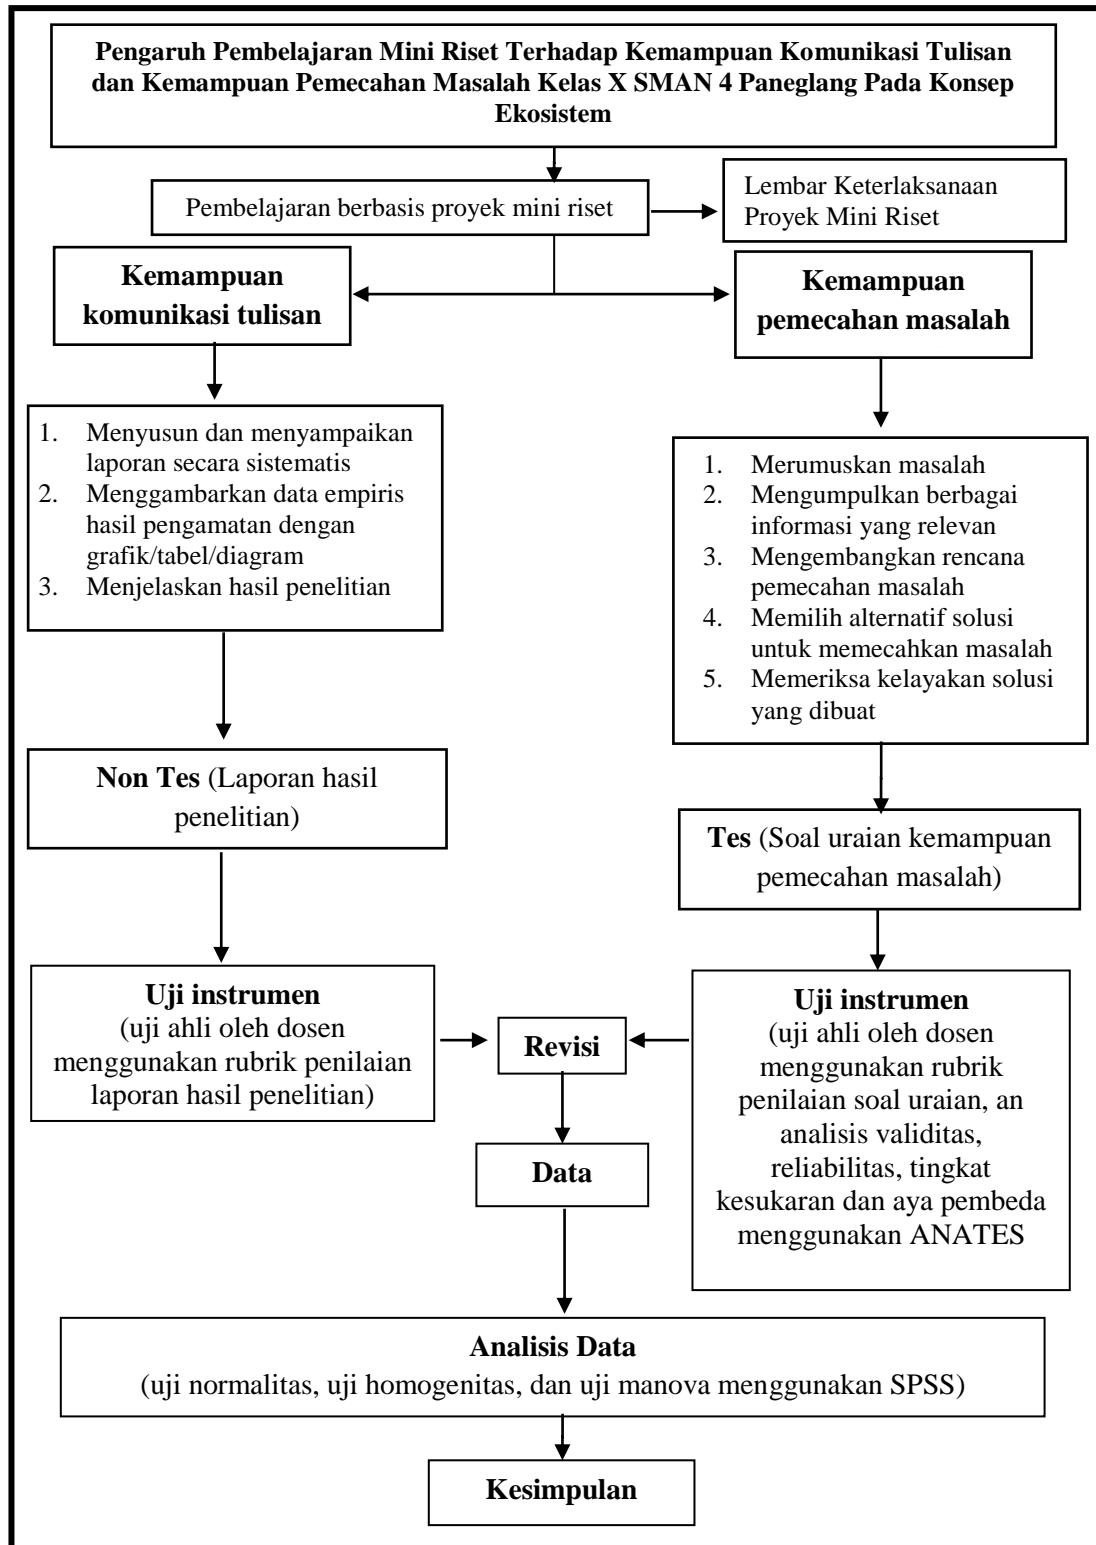 Pengaruh Pembelajaran Mini Riset Terhadap Kemampuan Komunikasi Tulisan
dan Kemampuan Pemecahan Masalah Kelas X SMAN 4 Paneglang Pada Konsep
Ekosistem
Pembelajaran berbasis proyek mini riset
Lembar Keterlaksanaan
Proyek Mini Riset
Kemampuan
komunikasi tulisan
Kemampuan
pemecahan masalah
1. Menyusun dan menyampaikan
laporan secara sistematis
2. Menggambarkan data empiris
hasil pengamatan dengan
grafik/tabel/diagram
3. Menjelaskan hasil penelitian
1. Merumuskan masalah
2. Mengumpulkan berbagai
informasi yang relevan
3. Mengembangkan rencana
pemecahan masalah
4. Memilih alternatif solusi
untuk memecahkan masalah
5. Memeriksa kelayakan solusi
yang dibuat
Non Tes (Laporan hasil
penelitian)
Tes (Soal uraian kemampuan
pemecahan masalah)
Uji instrumen
(uji ahli oleh dosen
menggunakan rubrik penilaian
laporan hasil penelitian)
Revisi
Uji instrumen
(uji ahli oleh dosen
menggunakan rubrik
penilaian soal uraian, an
analisis validitas,
reliabilitas, tingkat
kesukaran dan aya pembeda
menggunakan ANATES
Data
Analisis Data
(uji normalitas, uji homogenitas, dan uji manova menggunakan SPSS)
Kesimpulan